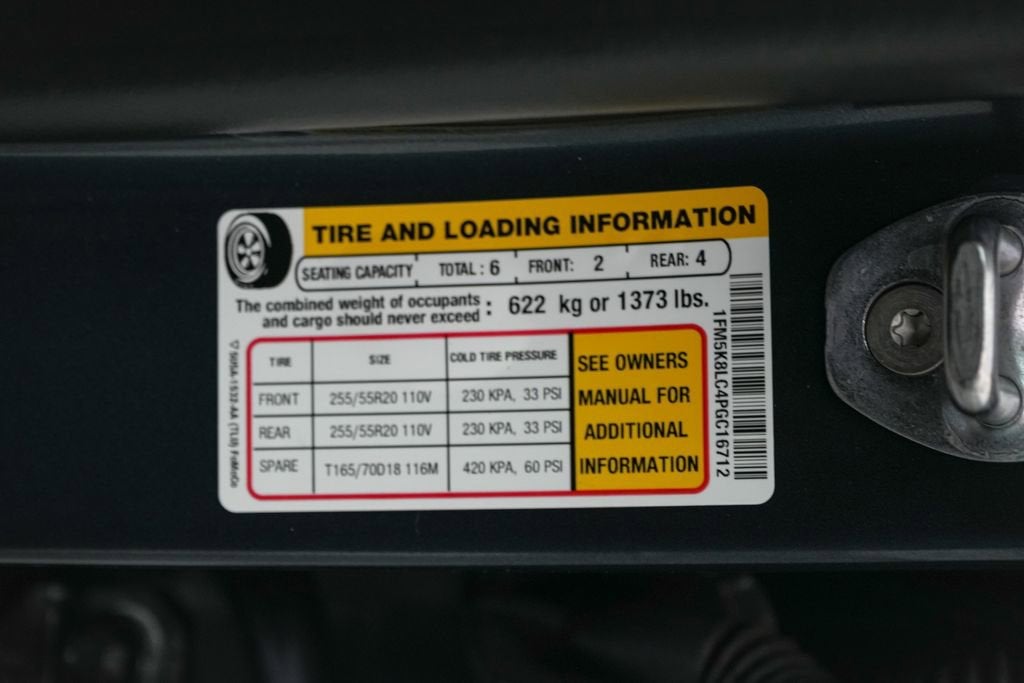 TIRE AND LOADING INFORMATION
SEATING CAPACITY TOTAL : 6 FRONT: 2 REAR: 4
The combined weight of occupants
and cargo should never exceed : 622 kg or 1373 lbs.
TIRE SIZE COLD TIRE PRESSURE
FRONT 255/55R20 110V 230 KPA, 33 PSI
REAR 255/55R20 110V 230 KPA, 33 PSI
SPARE T165/70D18 116M 420 KPA, 60 PSI
SEE OWNERS
MANUAL FOR
ADDITIONAL
INFORMATION
1FM5K8LC4PGC16712